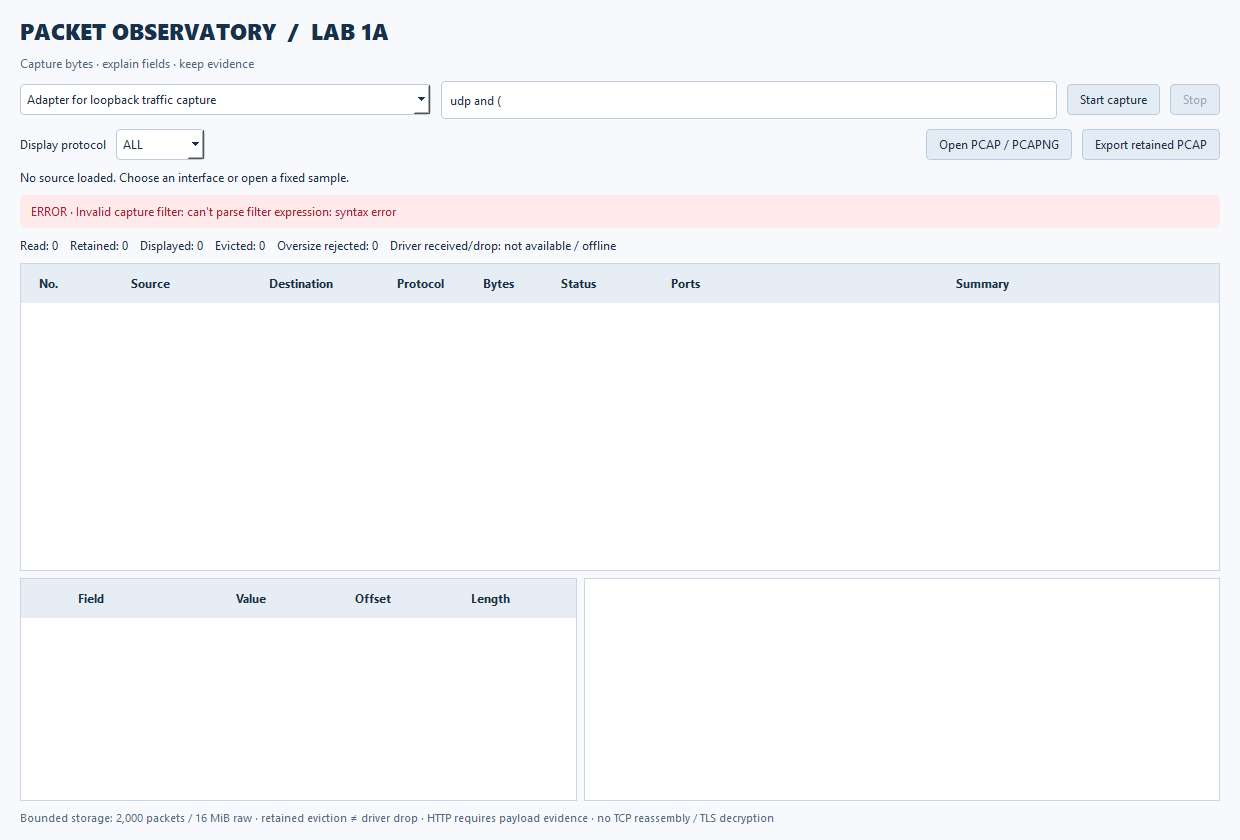 PACKET OBSERVATORY / LAB 1A
Capture bytes · explain fields · keep evidence
Adapter for loopback traffic capture udp and ( Start capture Stop
Display protocol ALL Open PCAP / PCAPNG Export retained PCAP
No source loaded. Choose an interface or open a fixed sample.
ERROR · Invalid capture filter: can't parse filter expression: syntax error
Read: 0 Retained: 0 Displayed: 0 Evicted: 0 Oversize rejected: 0 Driver received/drop: not available / offline
No. Source Destination Protocol Bytes Status Ports Summary
Field Value Offset Length
Bounded storage: 2,000 packets / 16 MiB raw · retained eviction ≠ driver drop · HTTP requires payload evidence · no TCP reassembly / TLS decryption